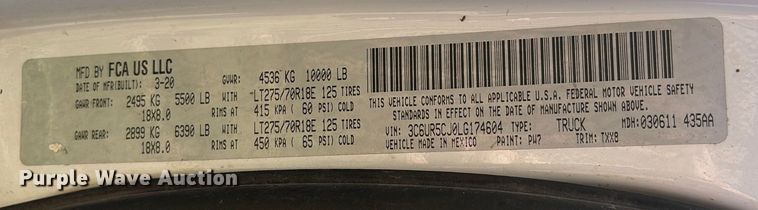 MFD BY FCA US LLC
DATE OF MFR(BUILT): 3-20 GVWR: 4536 KG 10000 LB
GAWR FRONT: 2495 KG 5500 LB WITH LT275/70R18E 125 TIRES
18X8.0 RIMS AT 415 KPA ( 60 PSI) COLD
GAWR REAR: 2899 KG 6390 LB WITH LT275/70R18E 125 TIRES
18X8.0 RIMS AT 450 KPA ( 65 PSI) COLD
THIS VEHICLE CONFORMS TO ALL APPLICABLE U.S.A. FEDERAL MOTOR VEHICLE SAFETY
STANDARDS IN EFFECT ON THE DATE OF MANUFACTURE SHOWN ABOVE.
VIN: 3C6UR5CJ0LG174604 TYPE: TRUCK MDH: 030611 435AA
VEHICLE MADE IN MEXICO PAINT: PW7 TRIM: TXX8
Purple Wave Auction